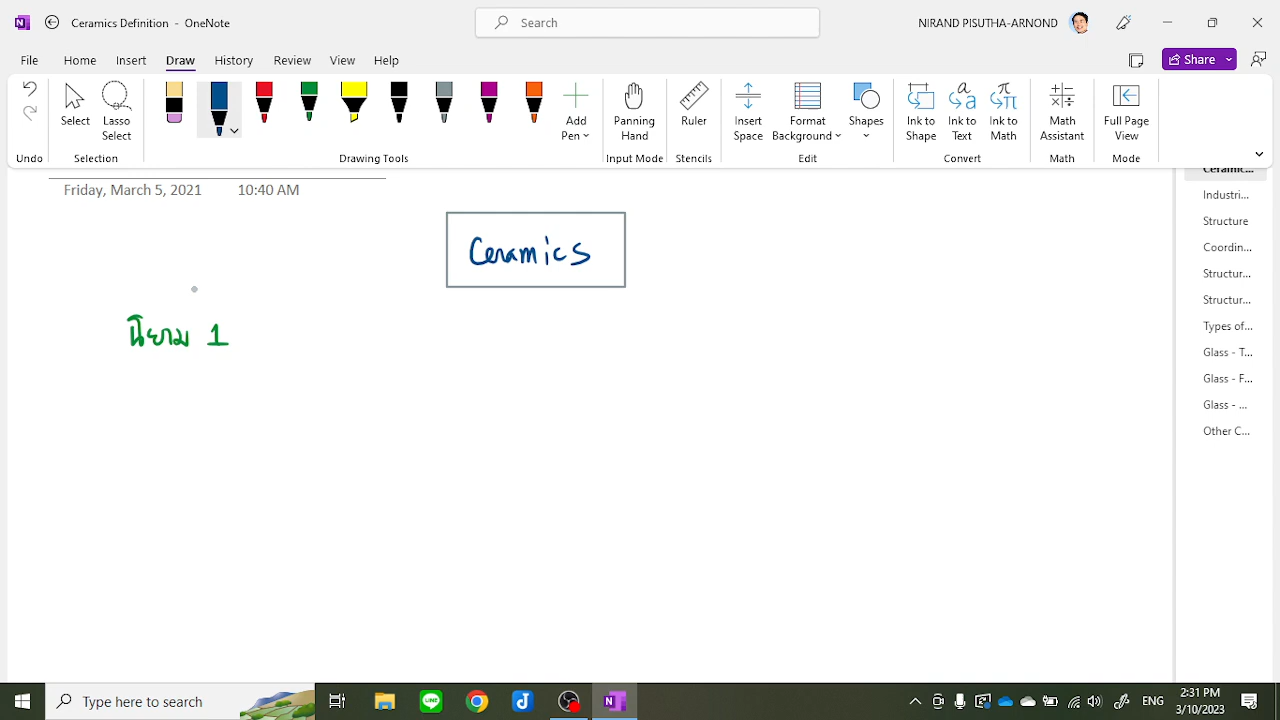 Ceramics Definition - OneNote
Search
NIRAND PISUTHA-ARNOND
File Home Insert Draw History Review View Help
Share
Undo
Select
Lasso Select
Selection
Drawing Tools
Add Pen
Panning Hand
Input Mode
Ruler
Stencils
Insert Space
Format Background
Shapes
Edit
Ink to Shape
Ink to Text
Ink to Math
Convert
Math Assistant
Math
Full Page View
Mode
Friday, March 5, 2021 10:40 AM
Ceramics
นิยาม 1
Ceramic...
Industri...
Structure
Coordin...
Structur...
Structur...
Types of...
Glass - T...
Glass - F...
Glass - ...
Other C...
Type here to search
ENG
2:31 PM
3/10/2023